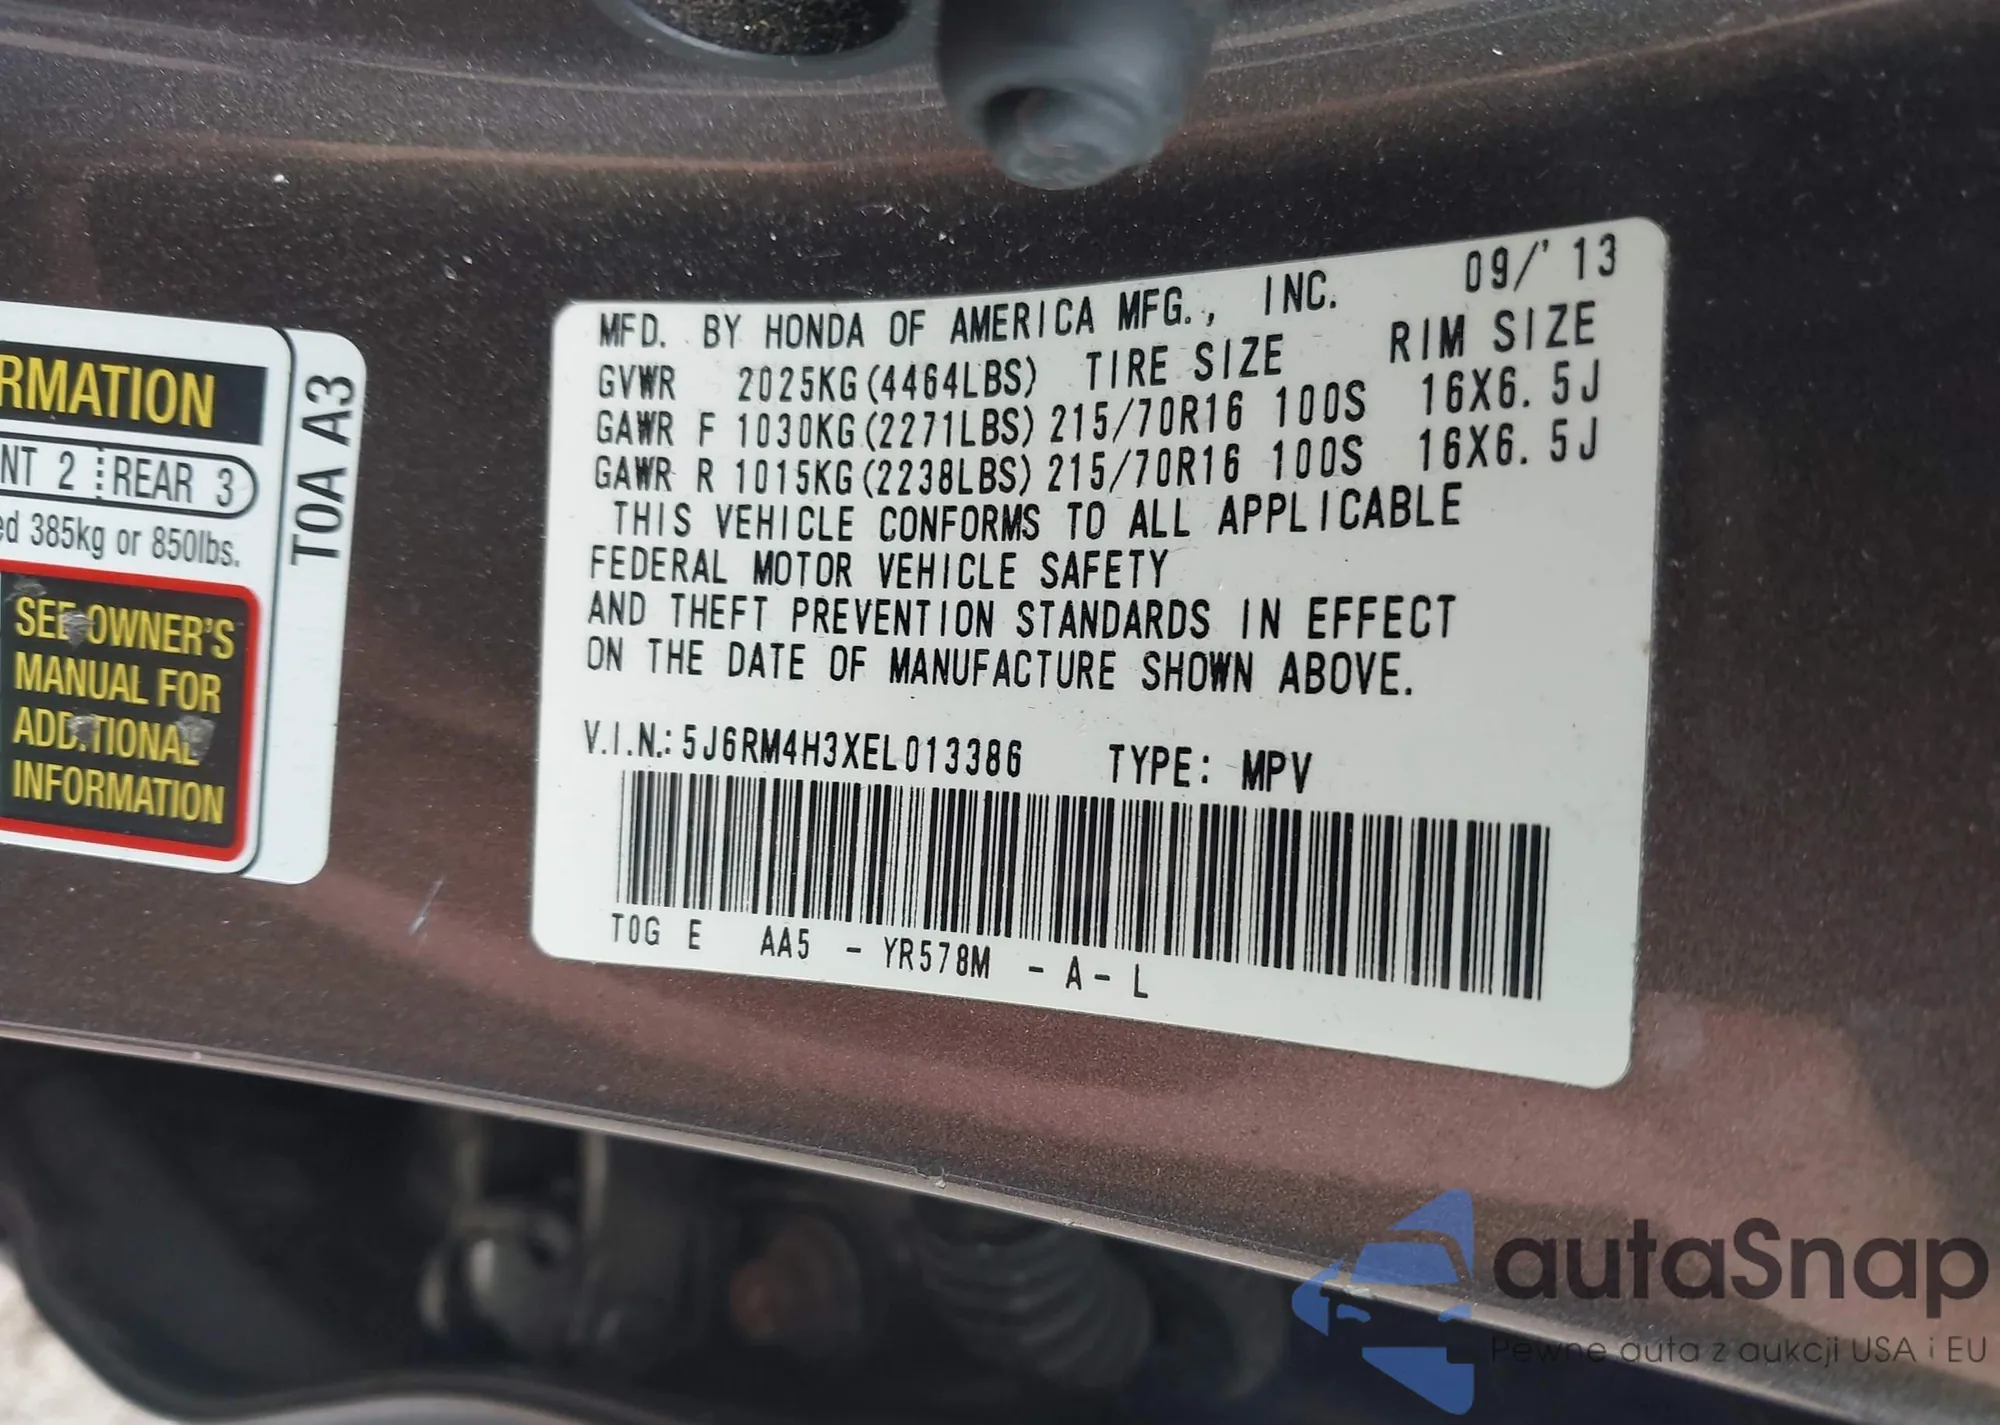 RMATION
NT 2 REAR 3
ed 385kg or 850lbs.
SEE OWNER'S
MANUAL FOR
ADDITIONAL
INFORMATION
T0A A3
MFD. BY HONDA OF AMERICA MFG., INC. 09/'13
GVWR 2025KG(4464LBS) TIRE SIZE RIM SIZE
GAWR F 1030KG(2271LBS) 215/70R16 100S 16X6.5J
GAWR R 1015KG(2238LBS) 215/70R16 100S 16X6.5J
THIS VEHICLE CONFORMS TO ALL APPLICABLE
FEDERAL MOTOR VEHICLE SAFETY
AND THEFT PREVENTION STANDARDS IN EFFECT
ON THE DATE OF MANUFACTURE SHOWN ABOVE.
V.I.N.: 5J6RM4H3XEL013386 TYPE: MPV
T0G E AA5 - YR578M - A - L
autaSnap
Pewne auta z aukcji USA i EU